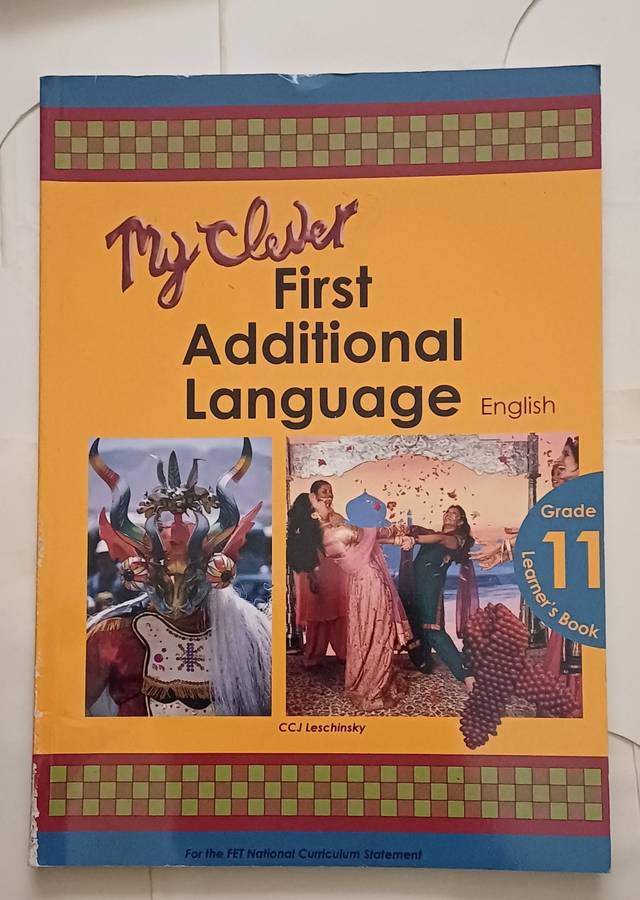 My Clever
First
Additional
Language English
Grade
11
Learner's Book
CCJ Leschinsky
For the FET National Curriculum Statement